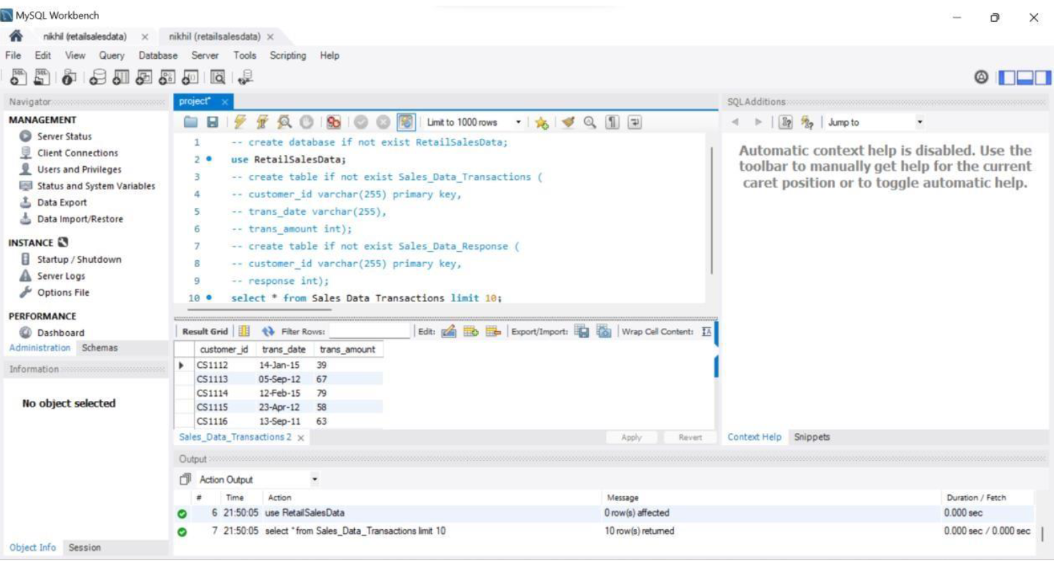 MySQL Workbench
nikhil (retailsalesdata) × nikhil (retailsalesdata) ×
File Edit View Query Database Server Tools Scripting Help
Navigator
MANAGEMENT
Server Status
Client Connections
Users and Privileges
Status and System Variables
Data Export
Data Import/Restore
INSTANCE
Startup / Shutdown
Server Logs
Options File
PERFORMANCE
Dashboard
Administration Schemas
Information
No object selected
Object Info Session
project* ×
Limit to 1000 rows
1 -- create database if not exist RetailSalesData;
2 use RetailSalesData;
3 -- create table if not exist Sales_Data_Transactions (
4 -- customer_id varchar(255) primary key,
5 -- trans_date varchar(255),
6 -- trans_amount int);
7 -- create table if not exist Sales_Data_Response (
8 -- customer_id varchar(255) primary key,
9 -- response int);
10 select * from Sales_Data_Transactions limit 10;
Result Grid Filter Rows: Edit: Export/Import: Wrap Cell Content:
customer_id trans_date trans_amount
CS1112 14-Jan-15 39
CS1113 05-Sep-12 67
CS1114 12-Feb-15 79
CS1115 23-Apr-12 58
CS1116 13-Sep-11 63
Sales_Data_Transactions 2 × Apply Revert
SQLAdditions
Jump to
Automatic context help is disabled. Use the
toolbar to manually get help for the current
caret position or to toggle automatic help.
Context Help Snippets
Output
Action Output
# Time Action Message Duration / Fetch
6 21:50:05 use RetailSalesData 0 row(s) affected 0.000 sec
7 21:50:05 select * from Sales_Data_Transactions limit 10 10 row(s) returned 0.000 sec / 0.000 sec